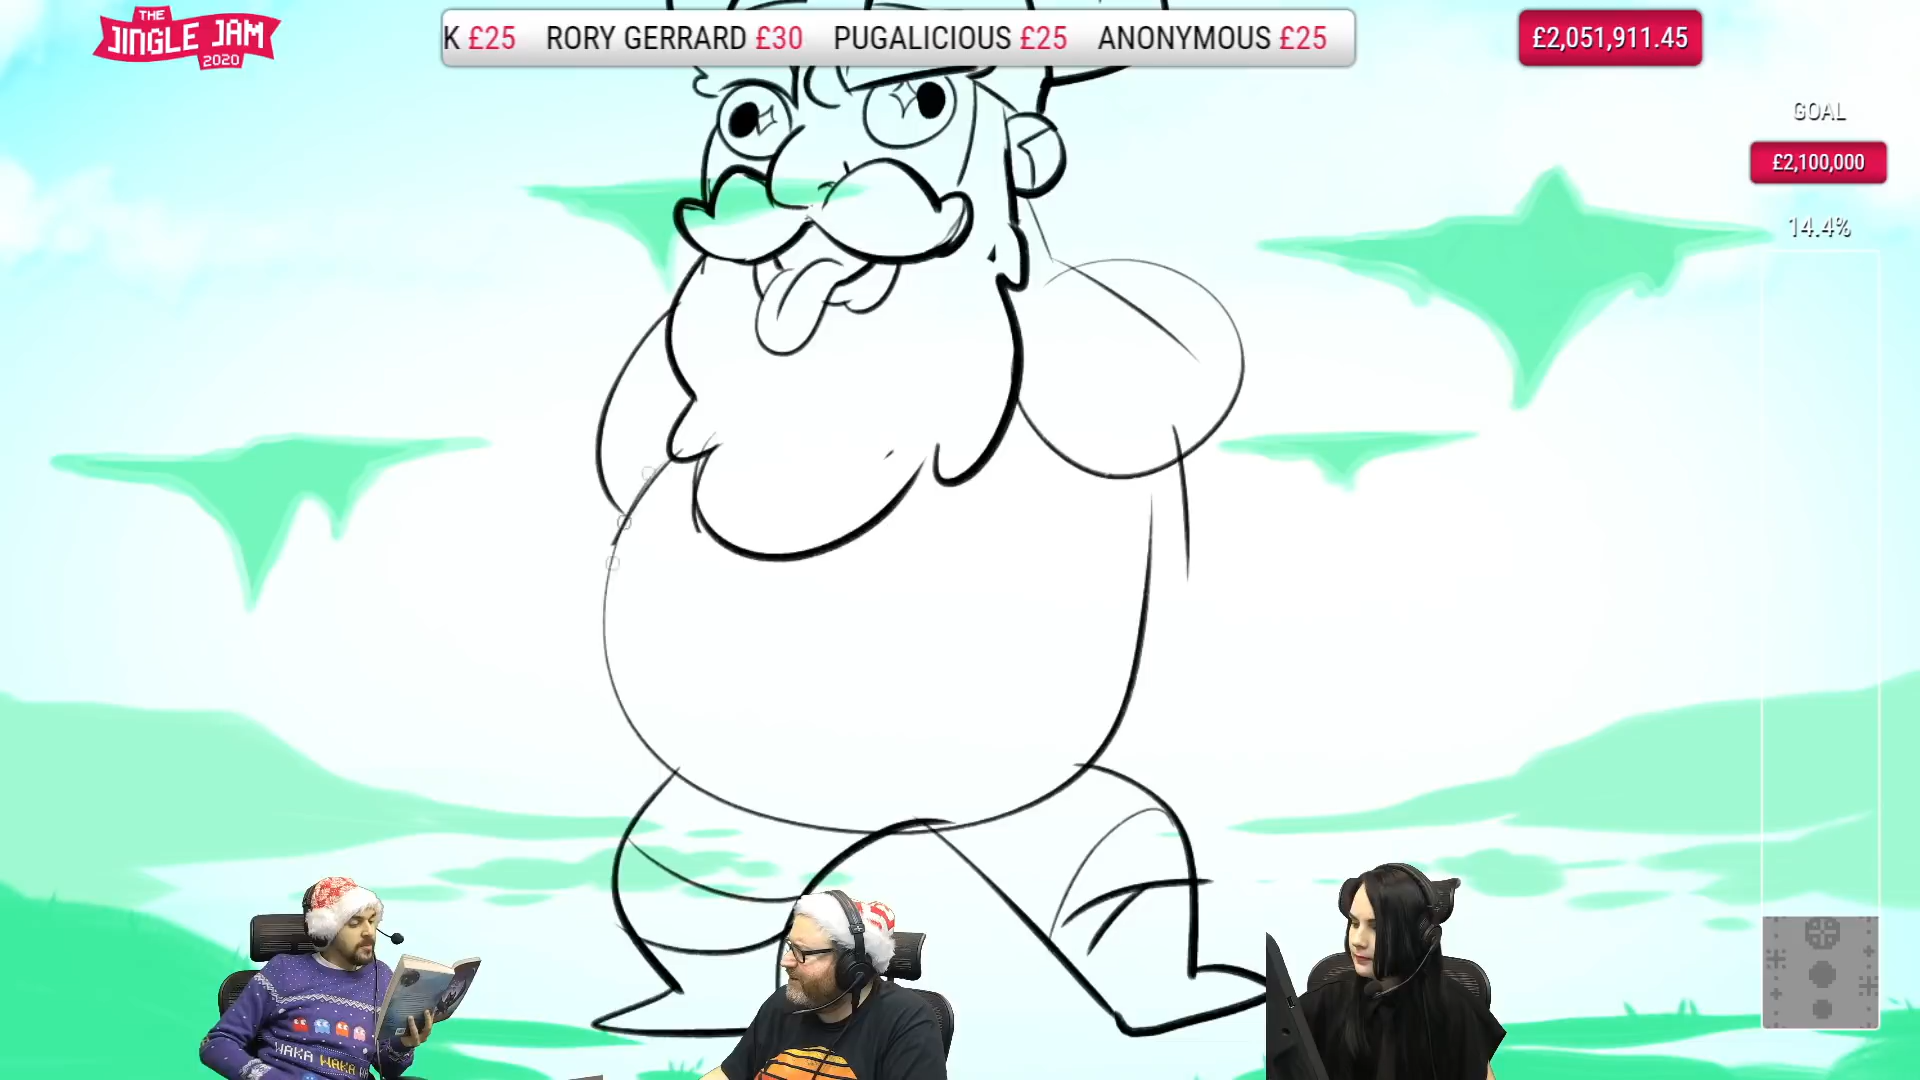 THE
JINGLE JAM
2020
K £25 RORY GERRARD £30 PUGALICIOUS £25 ANONYMOUS £25
£2,051,911.45
GOAL
£2,100,000
14.4%
WAKA WAKA